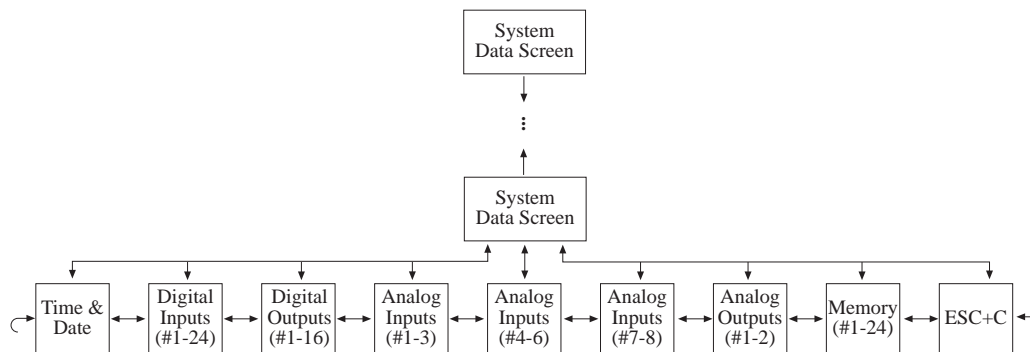 System
Data Screen
System
Data Screen
Time &
Date
Digital
Inputs
(#1-24)
Digital
Outputs
(#1-16)
Analog
Inputs
(#1-3)
Analog
Inputs
(#4-6)
Analog
Inputs
(#7-8)
Analog
Outputs
(#1-2)
Memory
(#1-24)
ESC+C